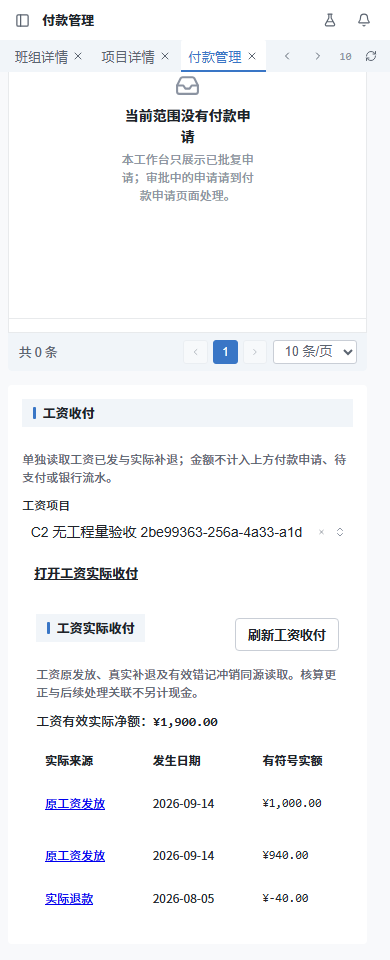 付款管理
班组详情 × 项目详情 × 付款管理 × 10
当前范围没有付款申
请
本工作台只展示已批复申
请；审批中的申请请到付
款申请页面处理。
共 0 条
1
10 条/页
工资收付
单独读取工资已发与实际补退；金额不计入上方付款申请、待
支付或银行流水。
工资项目
C2 无工程量验收 2be99363-256a-4a33-a1d ×
打开工资实际收付
工资实际收付
刷新工资收付
工资原发放、真实补退及有效错记冲销同源读取。核算更
正与后续处理关联不另计现金。
工资有效实际净额：¥1,900.00
实际来源 发生日期 有符号实额
原工资发放 2026-09-14 ¥1,000.00
原工资发放 2026-09-14 ¥940.00
实际退款 2026-08-05 ¥-40.00